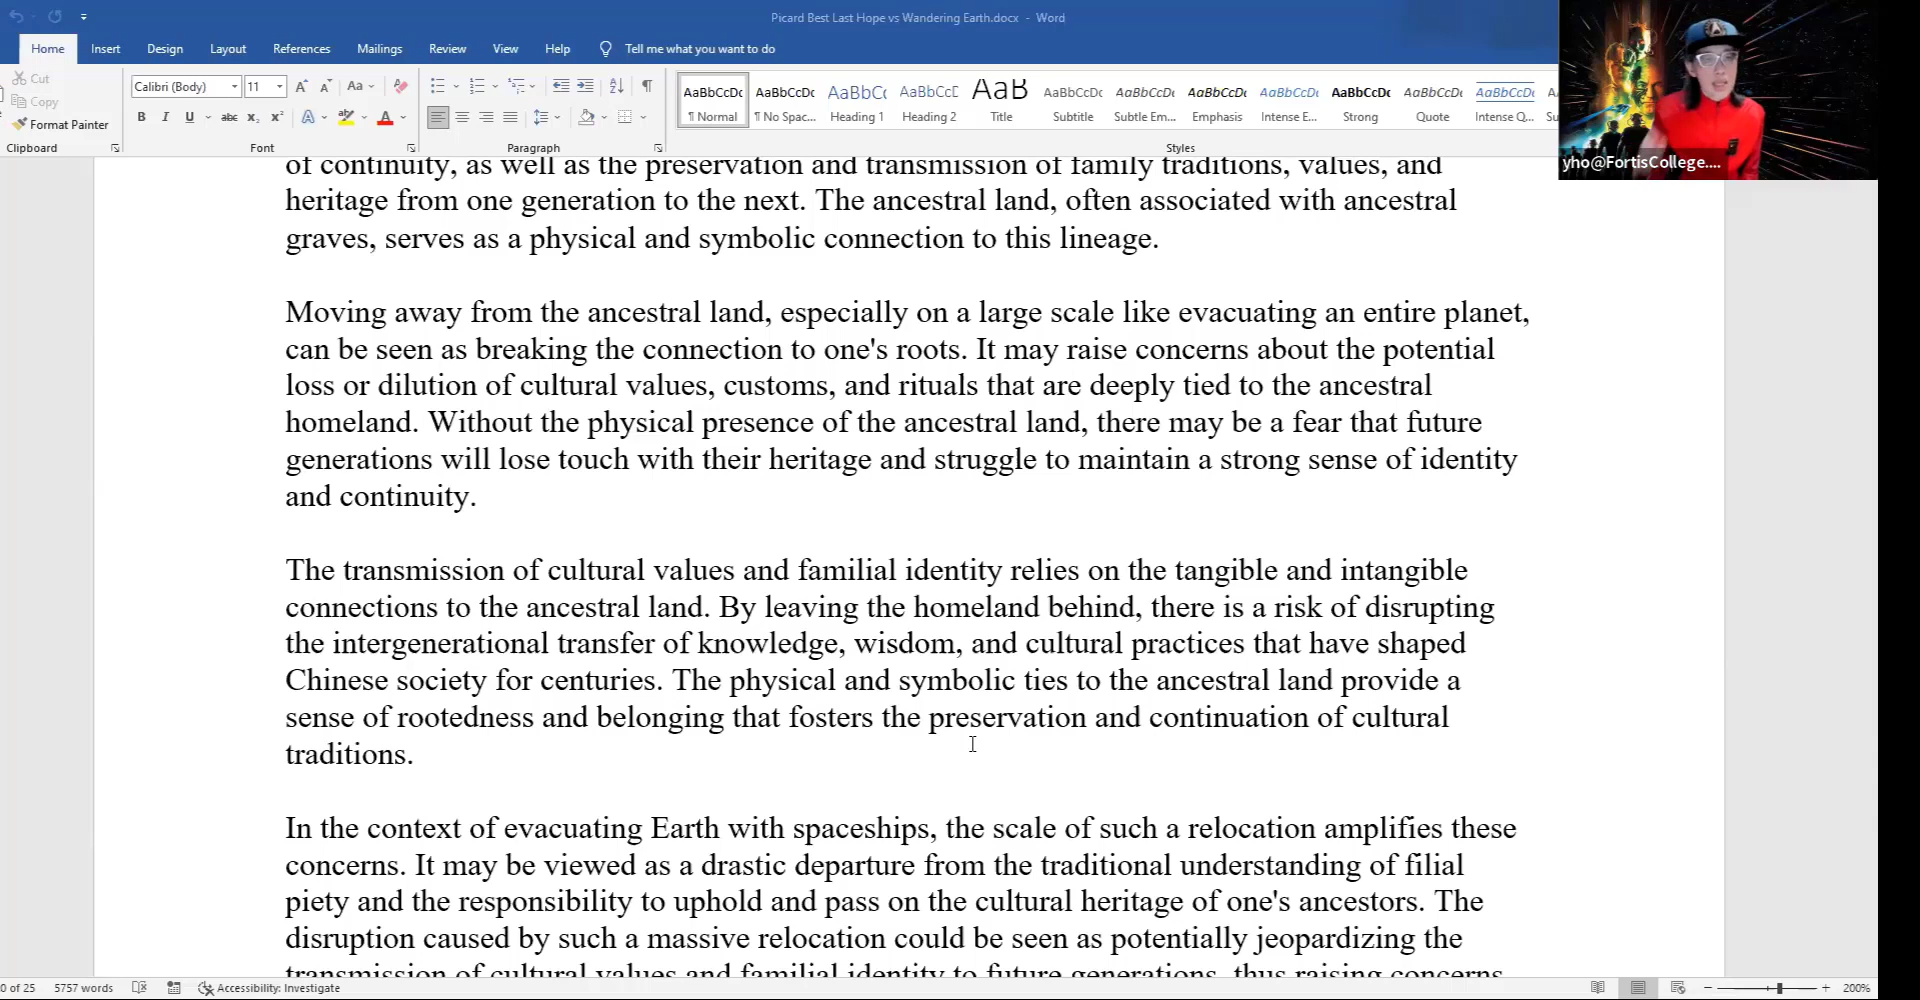 Picard Best Last Hope vs Wandering Earth.docx - Word
Home Insert Design Layout References Mailings Review View Help Tell me what you want to do
Cut
Copy
Format Painter
Calibri (Body) 11
AaBbCcDc AaBbCcDc AaBbCc AaBbCcD AaB AaBbCcDc AaBbCcDc AaBbCcDc AaBbCcDc AaBbCcDc AaBbCcDc AaBbCcDc
¶ Normal ¶ No Spac... Heading 1 Heading 2 Title Subtitle Subtle Em... Emphasis Intense E... Strong Quote Intense Q...
Clipboard Font Paragraph Styles
yho@FortisCollege....
of continuity, as well as the preservation and transmission of family traditions, values, and
heritage from one generation to the next. The ancestral land, often associated with ancestral
graves, serves as a physical and symbolic connection to this lineage.
Moving away from the ancestral land, especially on a large scale like evacuating an entire planet,
can be seen as breaking the connection to one's roots. It may raise concerns about the potential
loss or dilution of cultural values, customs, and rituals that are deeply tied to the ancestral
homeland. Without the physical presence of the ancestral land, there may be a fear that future
generations will lose touch with their heritage and struggle to maintain a strong sense of identity
and continuity.
The transmission of cultural values and familial identity relies on the tangible and intangible
connections to the ancestral land. By leaving the homeland behind, there is a risk of disrupting
the intergenerational transfer of knowledge, wisdom, and cultural practices that have shaped
Chinese society for centuries. The physical and symbolic ties to the ancestral land provide a
sense of rootedness and belonging that fosters the preservation and continuation of cultural
traditions.
In the context of evacuating Earth with spaceships, the scale of such a relocation amplifies these
concerns. It may be viewed as a drastic departure from the traditional understanding of filial
piety and the responsibility to uphold and pass on the cultural heritage of one's ancestors. The
disruption caused by such a massive relocation could be seen as potentially jeopardizing the
transmission of cultural values and familial identity to future generations, thus raising concerns
0 of 25 5757 words Accessibility: Investigate 200%